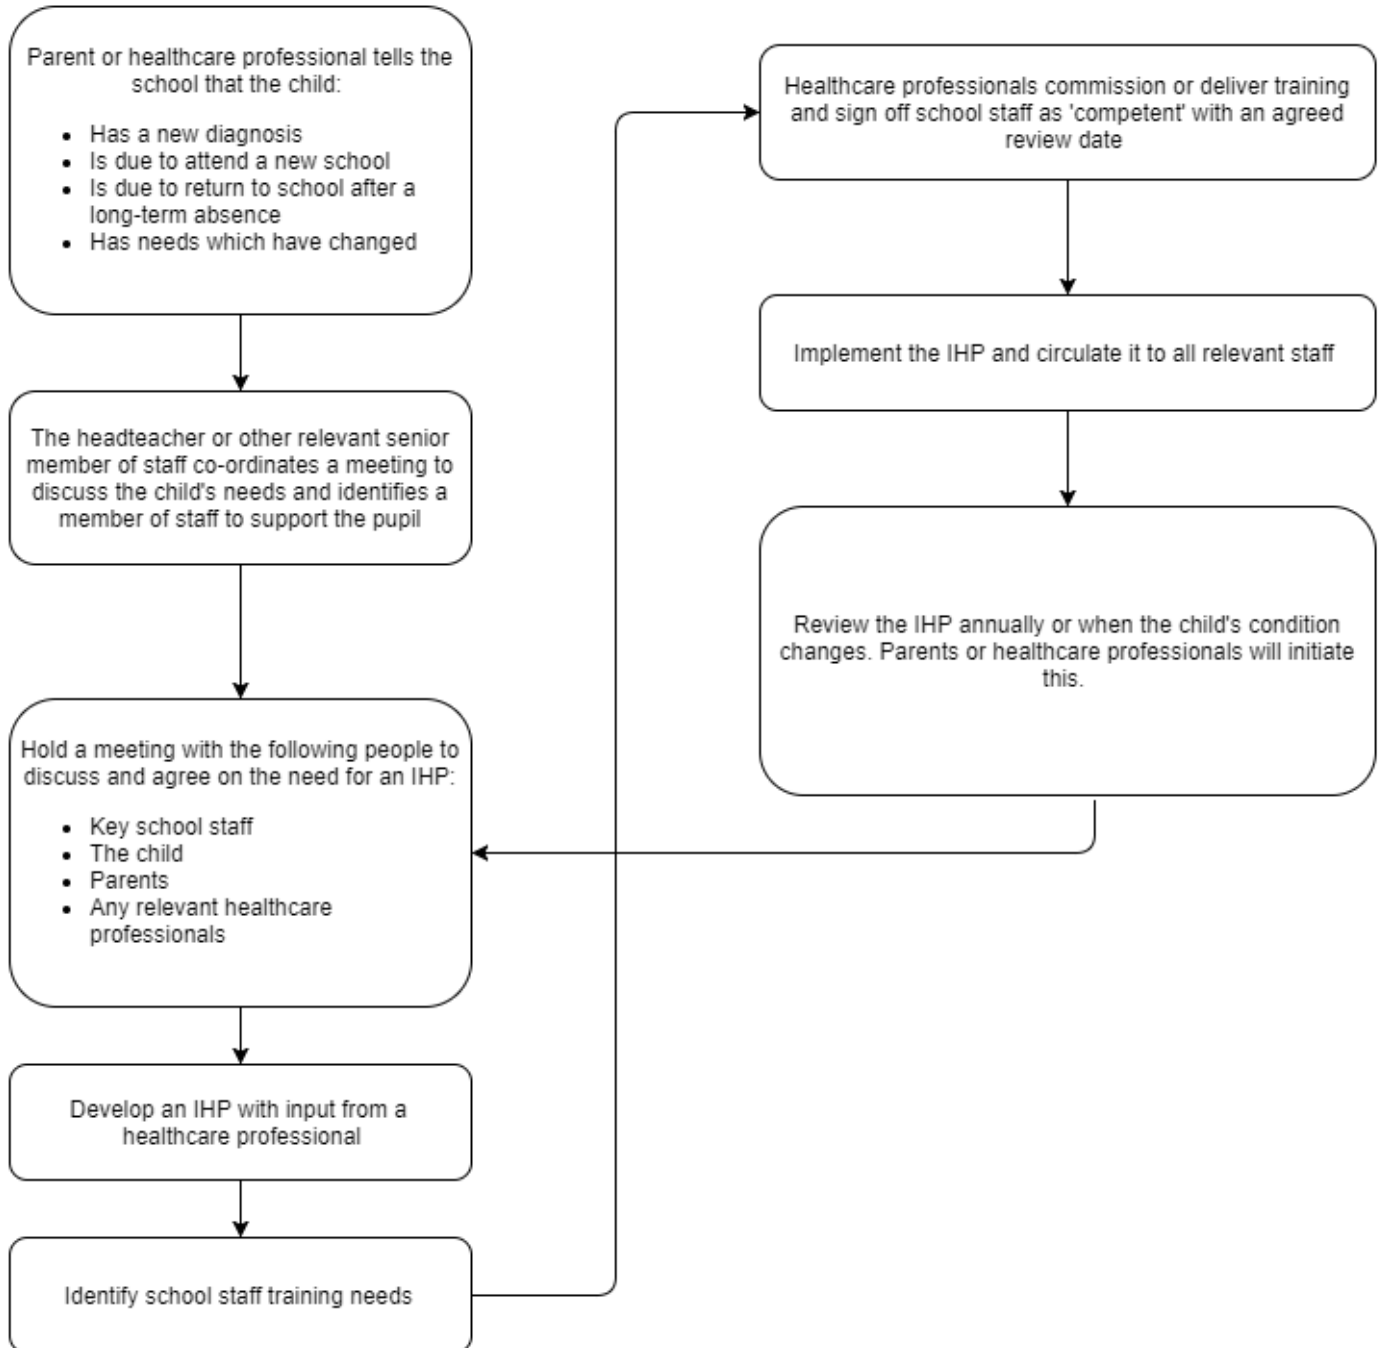 Parent or healthcare professional tells the
school that the child:
• Has a new diagnosis
• Is due to attend a new school
• Is due to return to school after a
long-term absence
• Has needs which have changed
The headteacher or other relevant senior
member of staff co-ordinates a meeting to
discuss the child's needs and identifies a
member of staff to support the pupil
Hold a meeting with the following people to
discuss and agree on the need for an IHP:
• Key school staff
• The child
• Parents
• Any relevant healthcare
professionals
Develop an IHP with input from a
healthcare professional
Identify school staff training needs
Healthcare professionals commission or deliver training
and sign off school staff as 'competent' with an agreed
review date
Implement the IHP and circulate it to all relevant staff
Review the IHP annually or when the child's condition
changes. Parents or healthcare professionals will initiate
this.